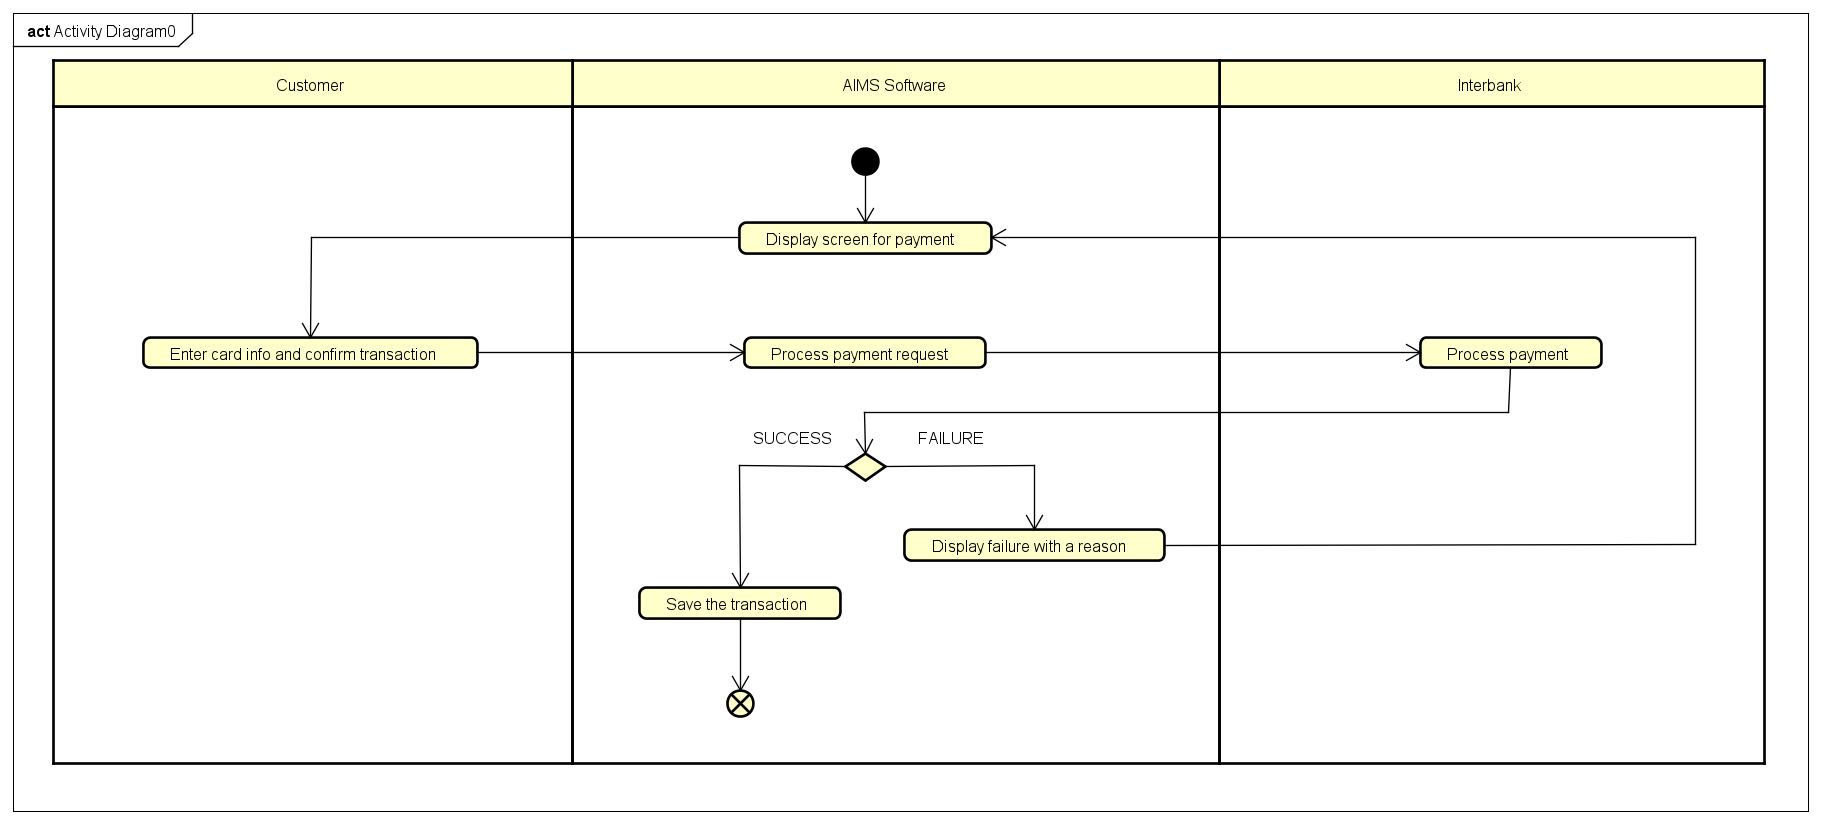 act Activity Diagram0
Customer
AIMS Software
Interbank
Display screen for payment
Enter card info and confirm transaction
Process payment request
Process payment
SUCCESS
FAILURE
Display failure with a reason
Save the transaction